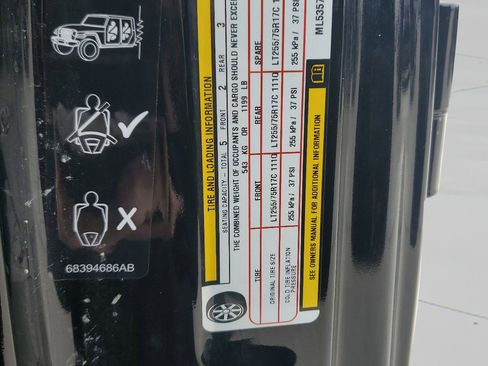 68394686AB
TIRE AND LOADING INFORMATION
SEATING CAPACITY - TOTAL 5 FRONT 2 REAR 3
THE COMBINED WEIGHT OF OCCUPANTS AND CARGO SHOULD NEVER EXCE
543 KG OR 1199 LB
TIRE FRONT REAR SPARE
ORIGINAL TIRE SIZE LT255/75R17C 111Q LT255/75R17C 111Q LT255/75R17C 111Q
COLD TIRE INFLATION PRESSURE 255 kPa / 37 PSI 255 kPa / 37 PSI 255 kPa / 37 PSI
SEE OWNERS MANUAL FOR ADDITIONAL INFORMATION
ML5357